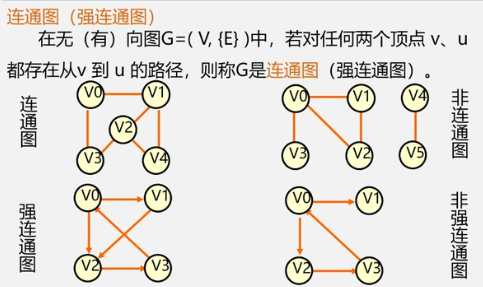 连通图（强连通图）
在无（有）向图G=( V, {E} )中，若对任何两个顶点 v、u
都存在从v 到 u 的路径，则称G是连通图（强连通图）。
连通图
V0
V1
V2
V3
V4
V0
V1
V4
V3
V2
V5
非连通图
强连通图
V0
V1
V2
V3
V0
V1
V2
V3
非强连通图